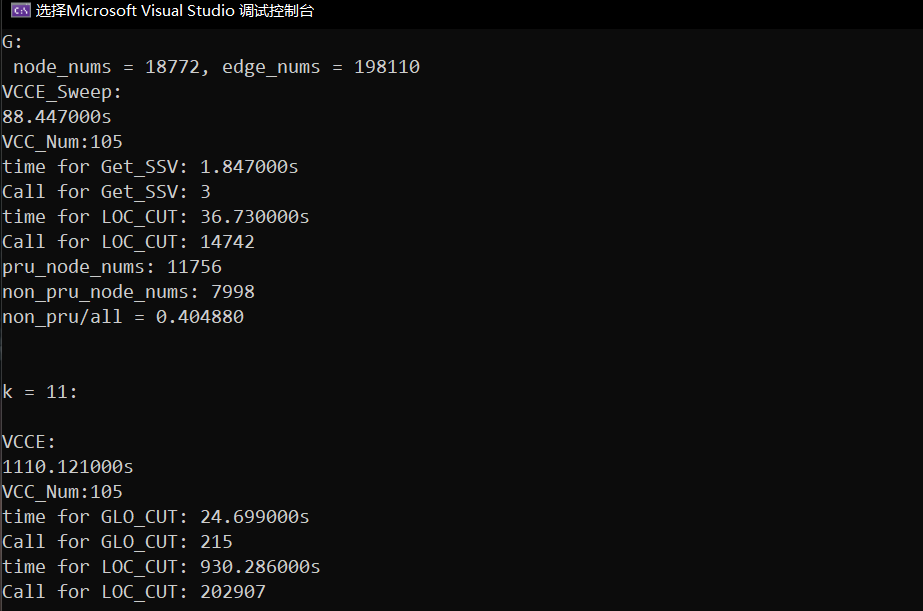 选择Microsoft Visual Studio 调试控制台
G:
 node_nums = 18772, edge_nums = 198110
VCCE_Sweep:
88.447000s
VCC_Num:105
time for Get_SSV: 1.847000s
Call for Get_SSV: 3
time for LOC_CUT: 36.730000s
Call for LOC_CUT: 14742
pru_node_nums: 11756
non_pru_node_nums: 7998
non_pru/all = 0.404880
k = 11:
VCCE:
1110.121000s
VCC_Num:105
time for GLO_CUT: 24.699000s
Call for GLO_CUT: 215
time for LOC_CUT: 930.286000s
Call for LOC_CUT: 202907